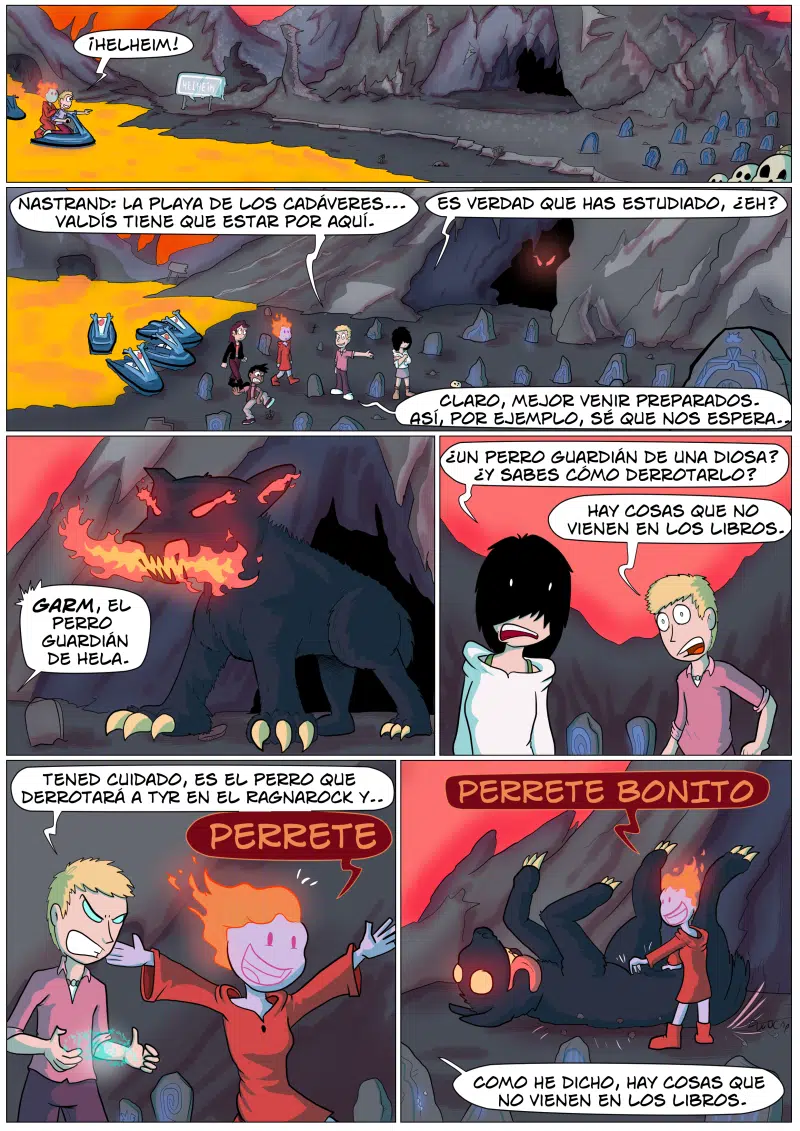 ¡HELHEIM!
HELHEIM
NASTRAND: LA PLAYA DE LOS CADÁVERES...
VALDÍS TIENE QUE ESTAR POR AQUÍ.
ES VERDAD QUE HAS ESTUDIADO, ¿EH?
CLARO, MEJOR VENIR PREPARADOS.
ASÍ, POR EJEMPLO, SÉ QUE NOS ESPERA..
GARM, EL
PERRO
GUARDIÁN
DE HELA.
¿UN PERRO GUARDIÁN DE UNA DIOSA?
¿Y SABES CÓMO DERROTARLO?
HAY COSAS QUE NO
VIENEN EN LOS LIBROS.
TENED CUIDADO, ES EL PERRO QUE
DERROTARÁ A TYR EN EL RAGNAROCK Y..
PERRETE
PERRETE BONITO
COMO HE DICHO, HAY COSAS QUE
NO VIENEN EN LOS LIBROS.